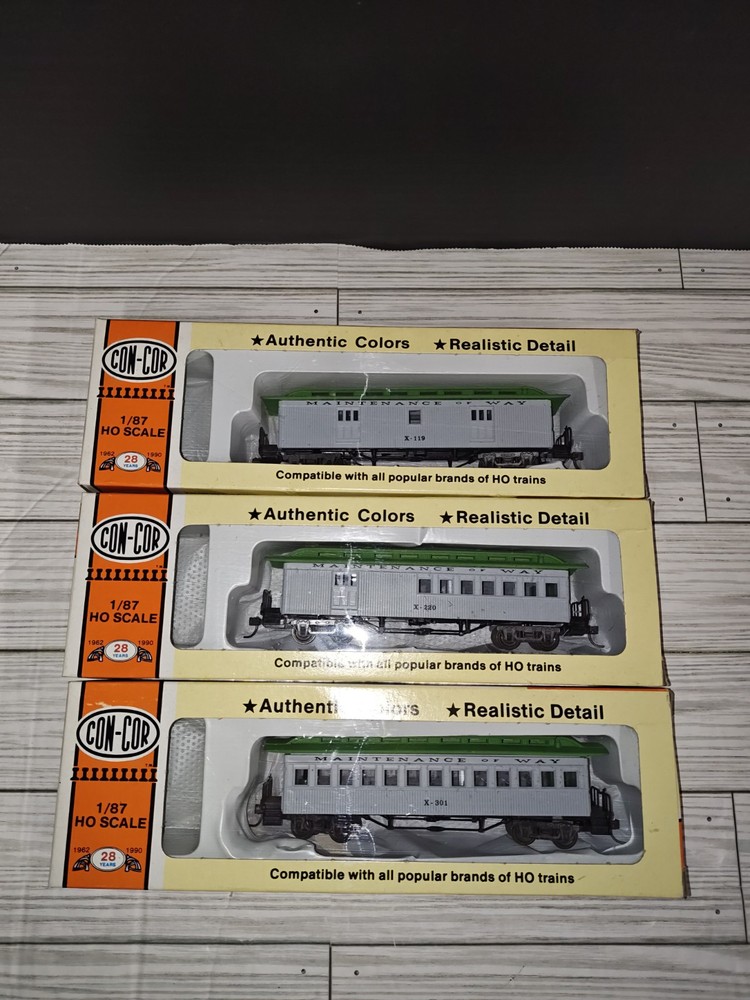 CON-COR
1/87
HO SCALE
1962 28 YEARS 1990
★Authentic Colors ★Realistic Detail
MAINTENANCE OF WAY
X-119
Compatible with all popular brands of HO trains
CON-COR
1/87
HO SCALE
1962 28 YEARS 1990
★Authentic Colors ★Realistic Detail
MAINTENANCE OF WAY
X-220
Compatible with all popular brands of HO trains
CON-COR
1/87
HO SCALE
1962 28 YEARS 1990
★Authentic Colors ★Realistic Detail
MAINTENANCE OF WAY
X-301
Compatible with all popular brands of HO trains